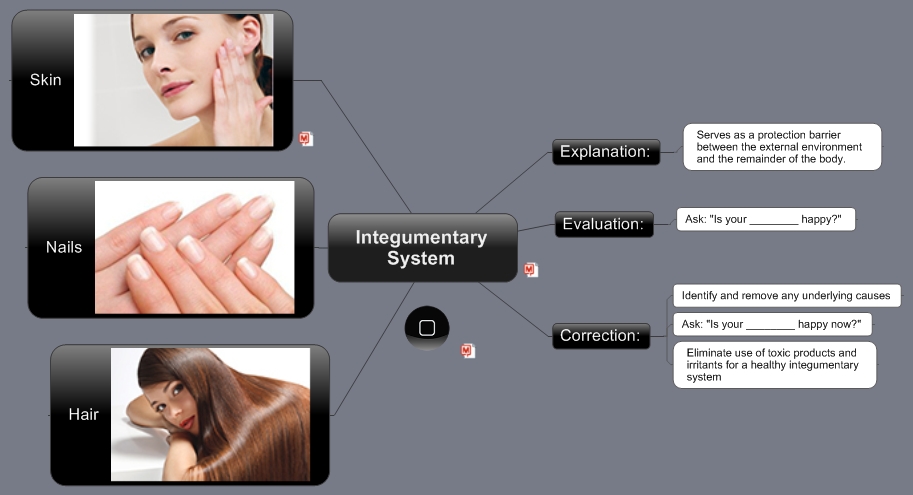 Skin
Nails
Hair
Integumentary
System
Explanation:
Serves as a protection barrier
between the external environment
and the remainder of the body.
Evaluation:
Ask: "Is your ________ happy?"
Correction:
Identify and remove any underlying causes
Ask: "Is your ________ happy now?"
Eliminate use of toxic products and
irritants for a healthy integumentary
system